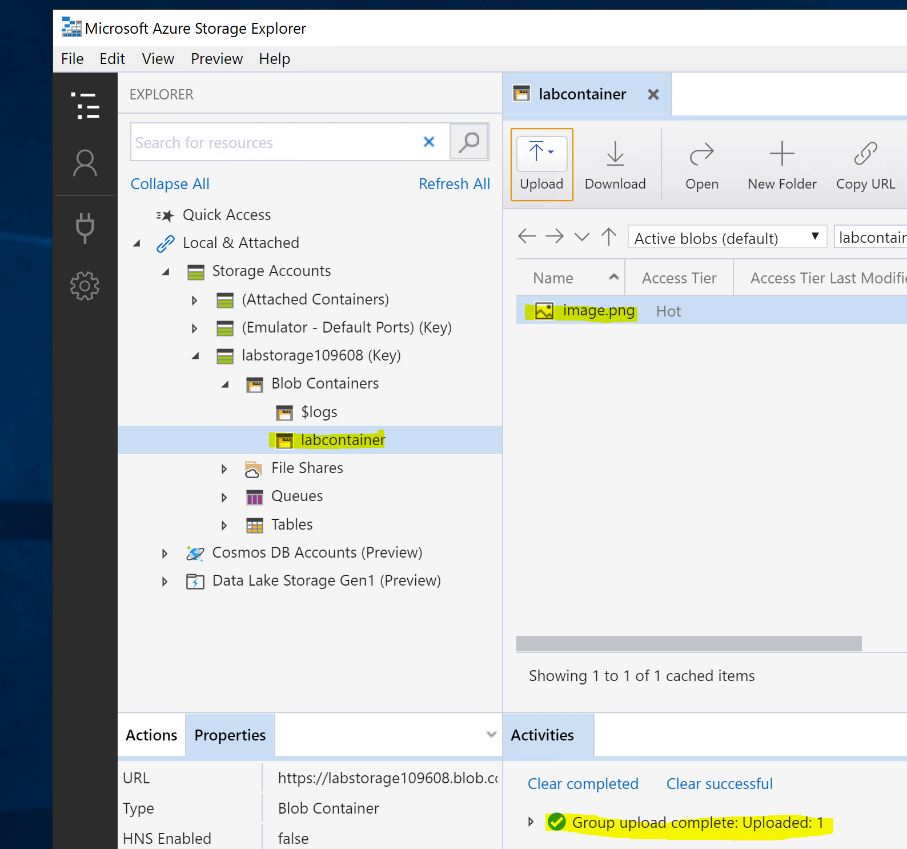 Microsoft Azure Storage Explorer
File Edit View Preview Help
EXPLORER
Search for resources
Collapse All Refresh All
Quick Access
Local & Attached
Storage Accounts
(Attached Containers)
(Emulator - Default Ports) (Key)
labstorage109608 (Key)
Blob Containers
$logs
labcontainer
File Shares
Queues
Tables
Cosmos DB Accounts (Preview)
Data Lake Storage Gen1 (Preview)
Actions Properties
URL https://labstorage109608.blob.co
Type Blob Container
HNS Enabled false
labcontainer
Upload Download Open New Folder Copy URL
Active blobs (default) labcontain
Name Access Tier Access Tier Last Modifie
image.png Hot
Showing 1 to 1 of 1 cached items
Activities
Clear completed Clear successful
Group upload complete: Uploaded: 1